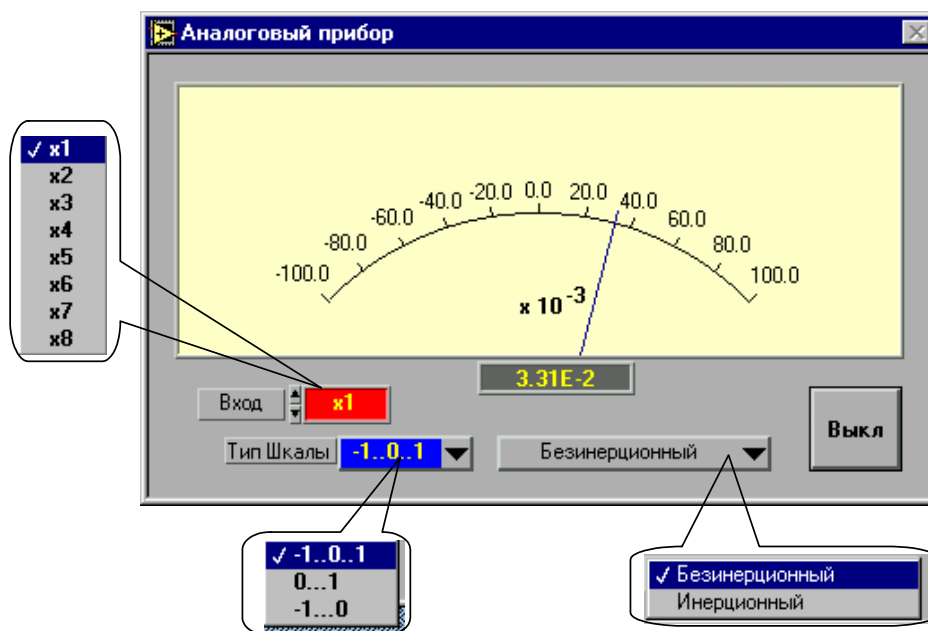 Аналоговый прибор
✓ x1
x2
x3
x4
x5
x6
x7
x8
-100.0 -80.0 -60.0 -40.0 -20.0 0.0 20.0 40.0 60.0 80.0 100.0
x 10⁻³
3.31E-2
Вход x1
Выкл
Тип Шкалы -1..0..1 Безинерционный
✓ -1..0..1
0...1
-1...0
✓ Безинерционный
Инерционный